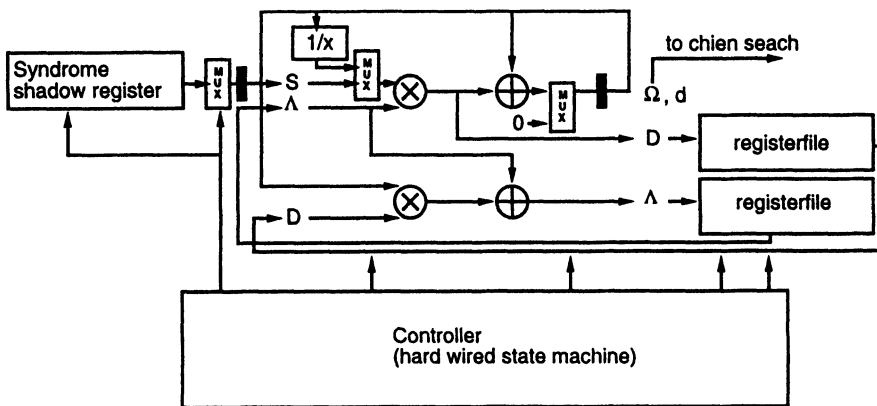 1/x
to chien seach
Syndrome
shadow register
MUX
S
MUX
Λ
MUX
0
Ω, d
D
registerfile
Λ
registerfile
D
Controller
(hard wired state machine)